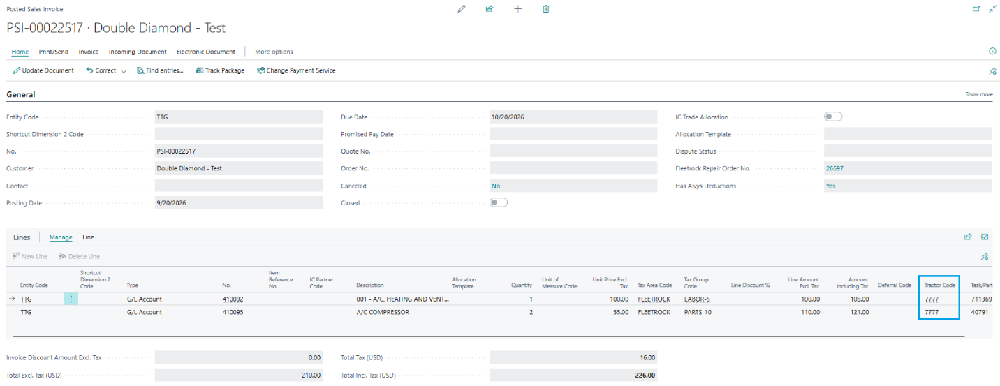 Posted Sales Invoice
PSI-00022517 · Double Diamond - Test
Home Print/Send Invoice Incoming Document Electronic Document More options
Update Document Correct Find entries... Track Package Change Payment Service
General Show more
Entity Code TTG Due Date 10/20/2026 IC Trade Allocation
Shortcut Dimension 2 Code Promised Pay Date Allocation Template
No. PSI-00022517 Quote No. Dispute Status
Customer Double Diamond - Test Order No. Fleetrock Repair Order No. 26697
Contact Canceled No Has Alvys Deductions Yes
Posting Date 9/20/2026 Closed
Lines Manage Line
New Line Delete Line
Entity Code Shortcut Dimension 2 Code Type No. Item Reference No. IC Partner Code Description Allocation Template Quantity Unit of Measure Code Unit Price Excl. Tax Tax Area Code Tax Group Code Line Discount % Line Amount Excl. Tax Amount Including Tax Deferral Code Tractor Code Task/Part
TTG G/L Account 410092 001 - A/C, HEATING AND VENT... 1 100.00 FLEETROCK LABOR-5 100.00 105.00 7777 711369
TTG G/L Account 410095 A/C COMPRESSOR 2 55.00 FLEETROCK PARTS-10 110.00 121.00 7777 40791
Invoice Discount Amount Excl. Tax 0.00 Total Tax (USD) 16.00
Total Excl. Tax (USD) 210.00 Total Incl. Tax (USD) 226.00